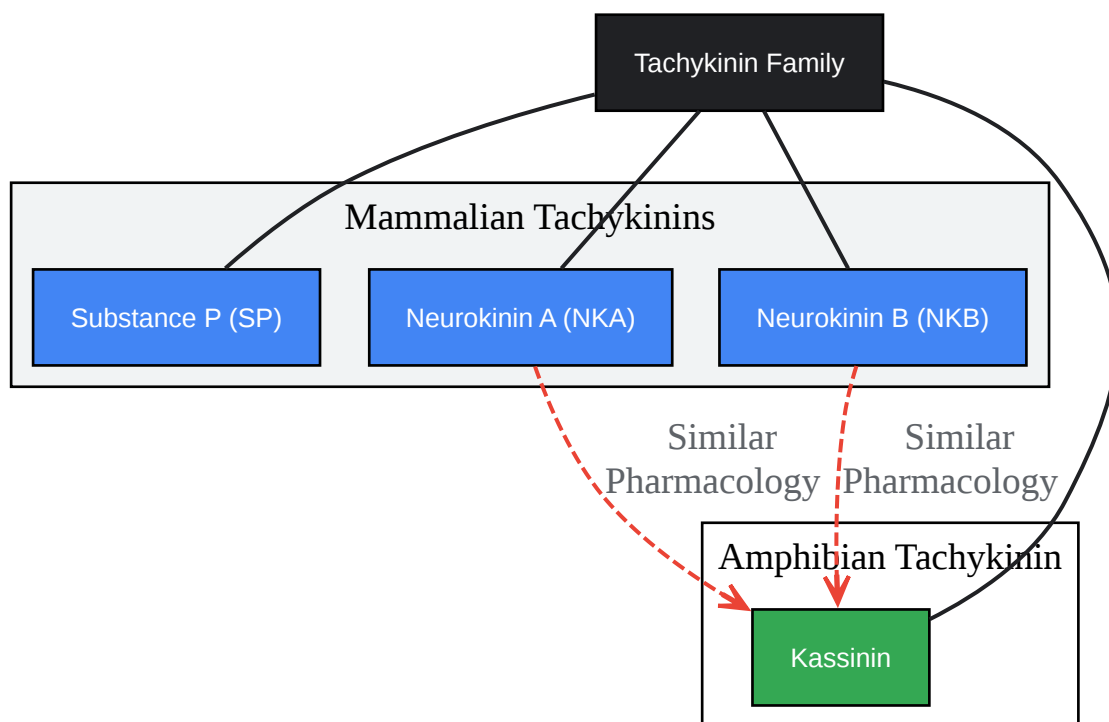 Tachykinin Family
Mammalian Tachykinins
Substance P (SP)
Neurokinin A (NKA)
Neurokinin B (NKB)
Similar
Pharmacology
Similar
Pharmacology
Amphibian Tachykinin
Kassinin